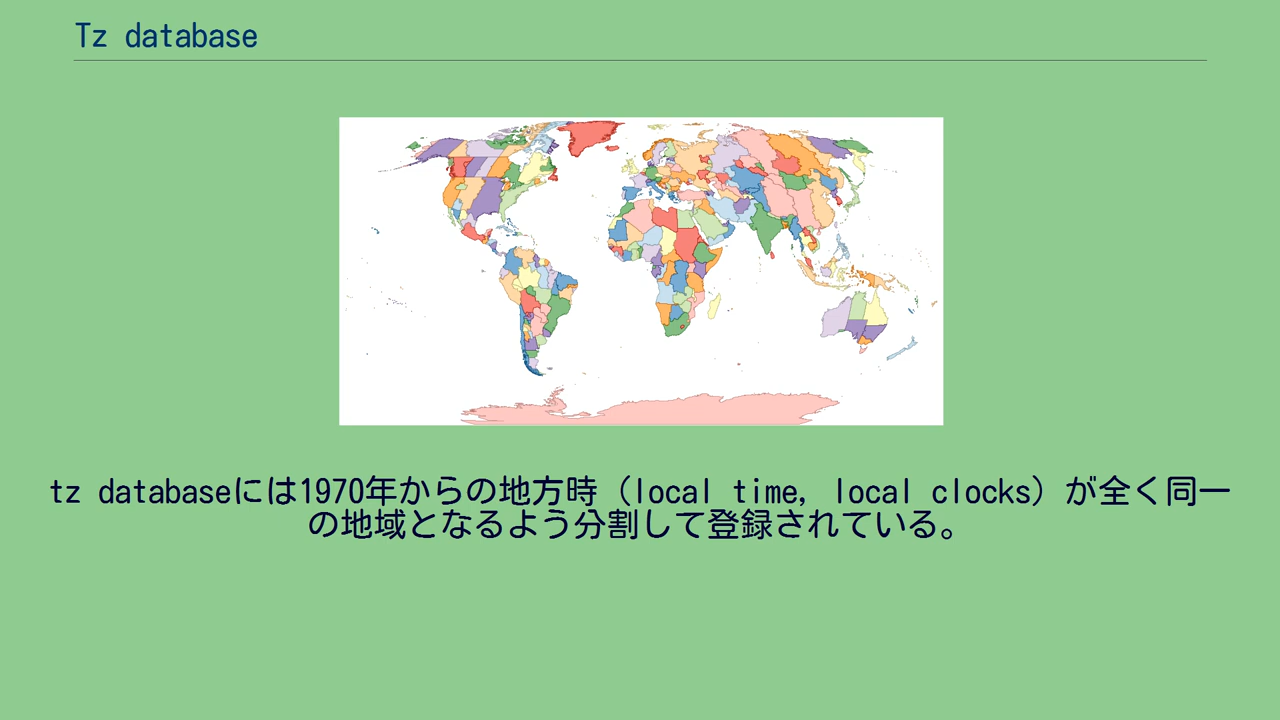 Tz database
tz databaseには1970年からの地方時（local time, local clocks）が全く同一
の地域となるよう分割して登録されている。